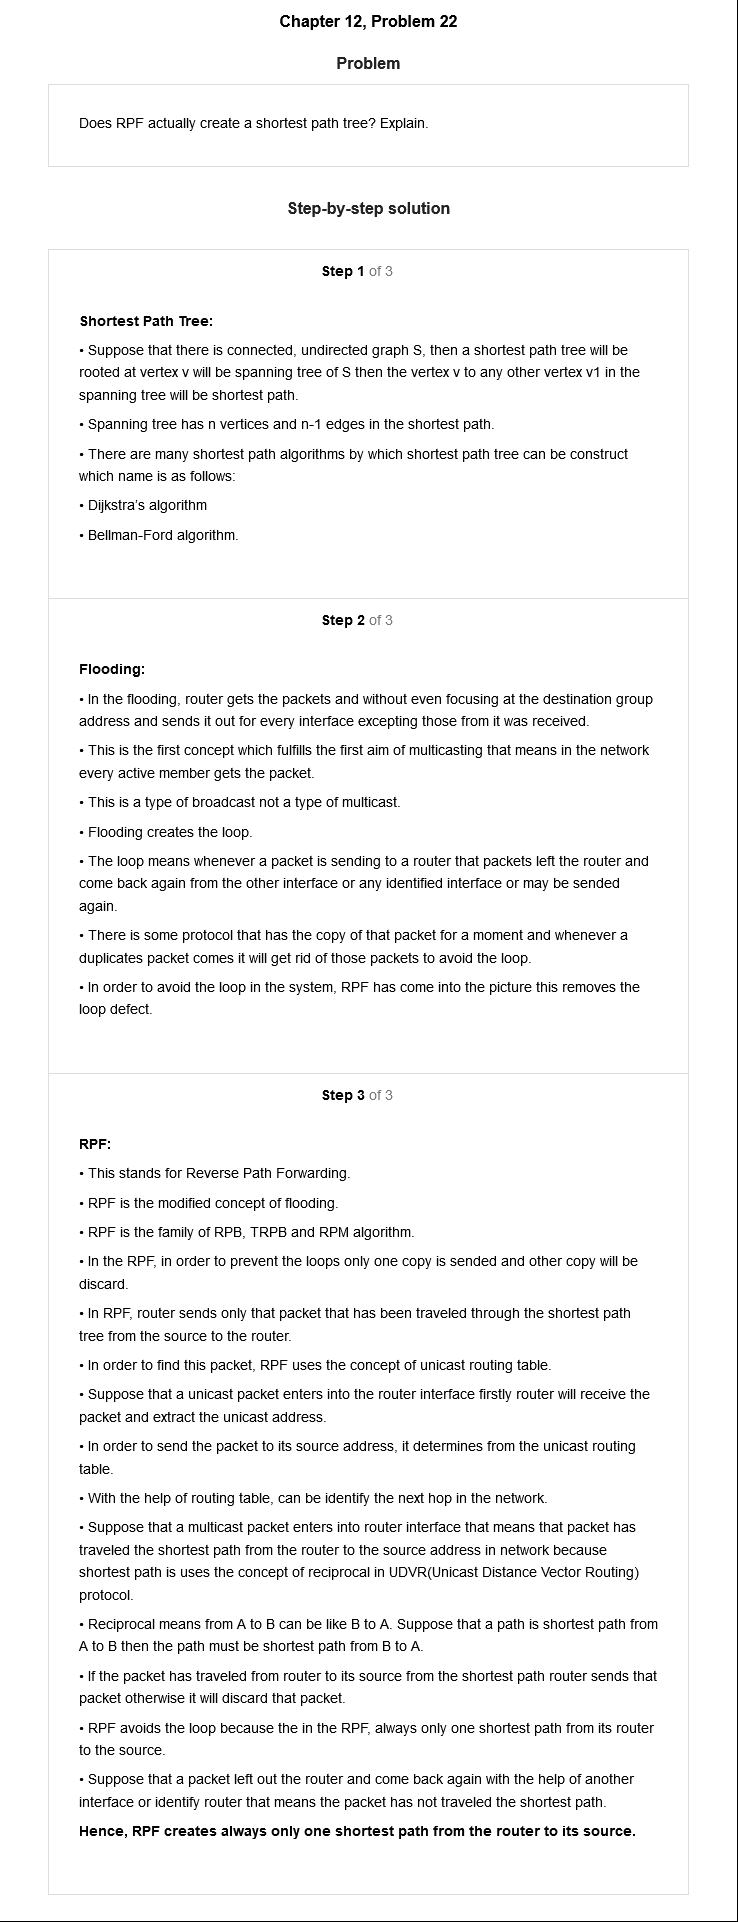 Chapter 12, Problem 22
Problem
Does RPF actually create a shortest path tree? Explain.
Step-by-step solution
Step 1 of 3
Shortest Path Tree:
• Suppose that there is connected, undirected graph S, then a shortest path tree will be
rooted at vertex v will be spanning tree of S then the vertex v to any other vertex v1 in the
spanning tree will be shortest path.
• Spanning tree has n vertices and n-1 edges in the shortest path.
• There are many shortest path algorithms by which shortest path tree can be construct
which name is as follows:
• Dijkstra's algorithm
• Bellman-Ford algorithm.
Step 2 of 3
Flooding:
• In the flooding, router gets the packets and without even focusing at the destination group
address and sends it out for every interface excepting those from it was received.
• This is the first concept which fulfills the first aim of multicasting that means in the network
every active member gets the packet.
• This is a type of broadcast not a type of multicast.
• Flooding creates the loop.
• The loop means whenever a packet is sending to a router that packets left the router and
come back again from the other interface or any identified interface or may be sended
again.
• There is some protocol that has the copy of that packet for a moment and whenever a
duplicates packet comes it will get rid of those packets to avoid the loop.
• In order to avoid the loop in the system, RPF has come into the picture this removes the
loop defect.
Step 3 of 3
RPF:
• This stands for Reverse Path Forwarding.
• RPF is the modified concept of flooding.
• RPF is the family of RPB, TRPB and RPM algorithm.
• In the RPF, in order to prevent the loops only one copy is sended and other copy will be
discard.
• In RPF, router sends only that packet that has been traveled through the shortest path
tree from the source to the router.
• In order to find this packet, RPF uses the concept of unicast routing table.
• Suppose that a unicast packet enters into the router interface firstly router will receive the
packet and extract the unicast address.
• In order to send the packet to its source address, it determines from the unicast routing
table.
• With the help of routing table, can be identify the next hop in the network.
• Suppose that a multicast packet enters into router interface that means that packet has
traveled the shortest path from the router to the source address in network because
shortest path is uses the concept of reciprocal in UDVR(Unicast Distance Vector Routing)
protocol.
• Reciprocal means from A to B can be like B to A. Suppose that a path is shortest path from
A to B then the path must be shortest path from B to A.
• If the packet has traveled from router to its source from the shortest path router sends that
packet otherwise it will discard that packet.
• RPF avoids the loop because the in the RPF, always only one shortest path from its router
to the source.
• Suppose that a packet left out the router and come back again with the help of another
interface or identify router that means the packet has not traveled the shortest path.
Hence, RPF creates always only one shortest path from the router to its source.